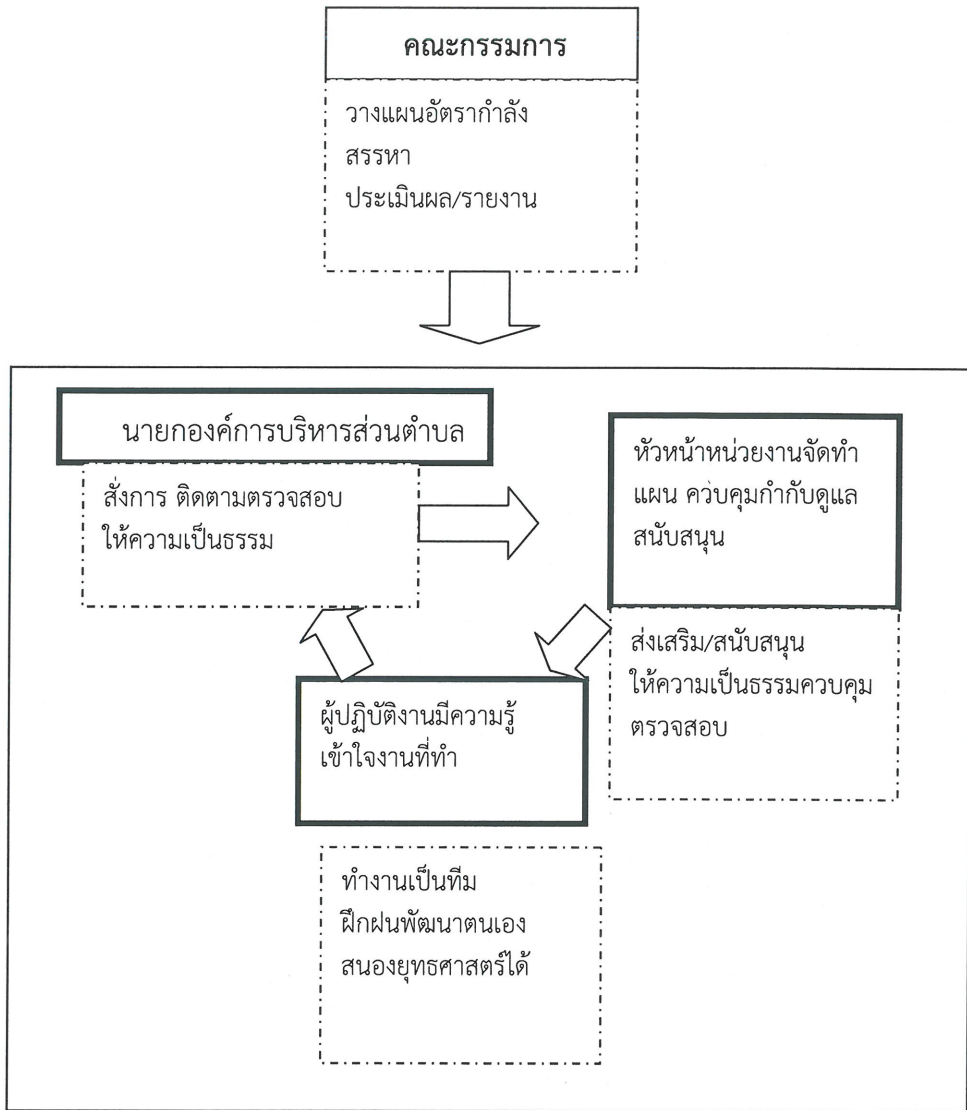 คณะกรรมการ
วางแผนอัตรากำลัง
สรรหา
ประเมินผล/รายงาน
นายกองค์การบริหารส่วนตำบล
สั่งการ ติดตามตรวจสอบ
ให้ความเป็นธรรม
หัวหน้าหน่วยงานจัดทำ
แผน ควบคุมกำกับดูแล
สนับสนุน
ส่งเสริม/สนับสนุน
ให้ความเป็นธรรมควบคุม
ตรวจสอบ
ผู้ปฏิบัติงานมีความรู้
เข้าใจงานที่ทำ
ทำงานเป็นทีม
ฝึกฝนพัฒนาตนเอง
สนองยุทธศาสตร์ได้